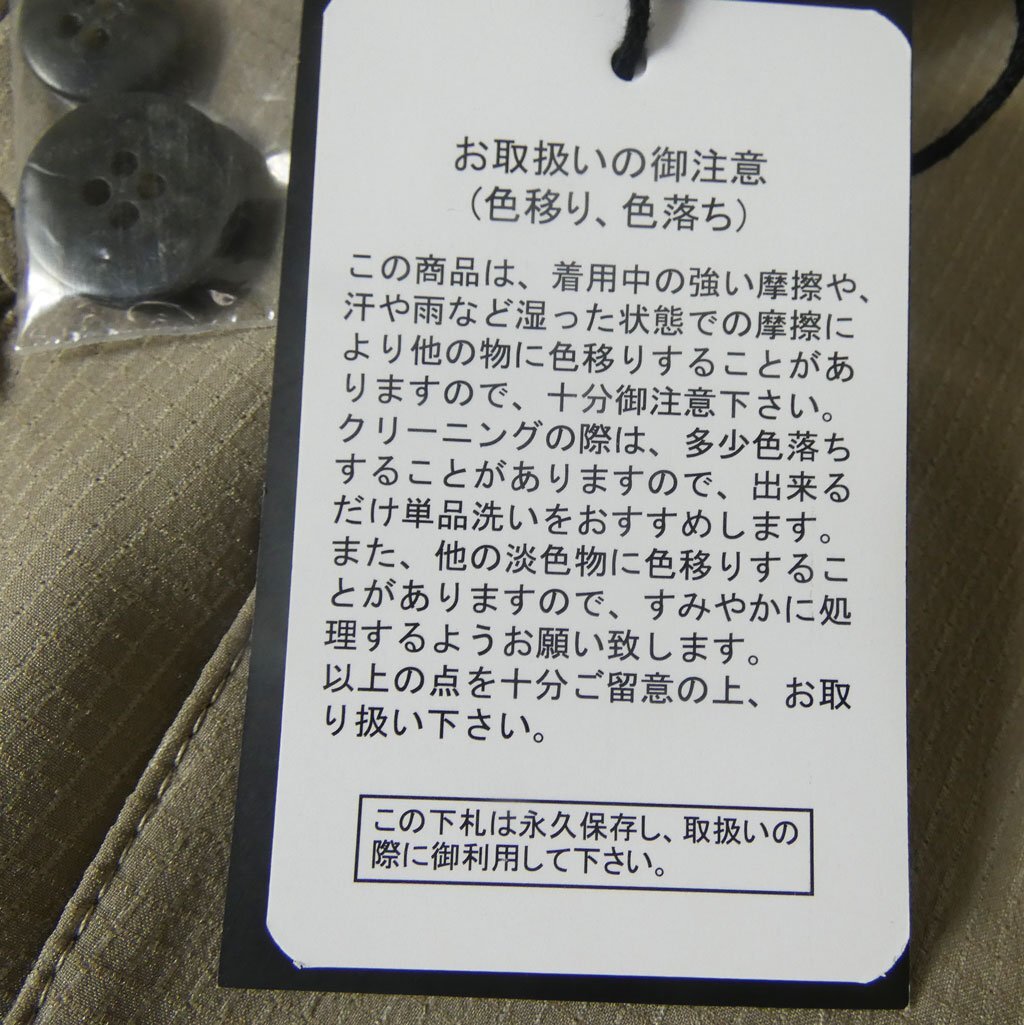 お取扱いの御注意
(色移り、色落ち)
この商品は、着用中の強い摩擦や、
汗や雨など湿った状態での摩擦に
より他の物に色移りすることがあ
りますので、十分御注意下さい。
クリーニングの際は、多少色落ち
することがありますので、出来る
だけ単品洗いをおすすめします。
また、他の淡色物に色移りするこ
とがありますので、すみやかに処
理するようお願い致します。
以上の点を十分ご留意の上、お取
り扱い下さい。
この下札は永久保存し、取扱いの
際に御利用して下さい。